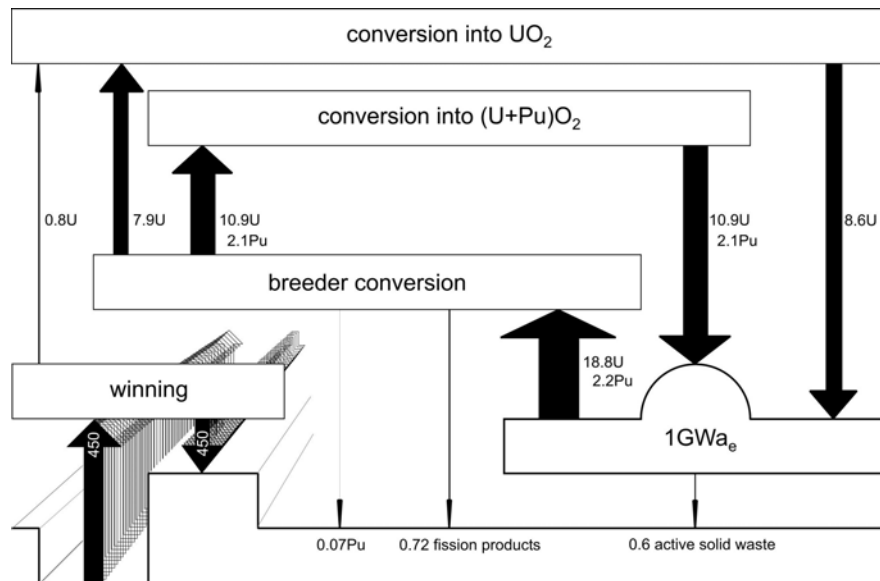 conversion into UO₂
conversion into (U+Pu)O₂
0.8U
7.9U
10.9U
2.1Pu
10.9U
2.1Pu
8.6U
breeder conversion
winning
18.8U
2.2Pu
450
450
1GWaₑ
0.07Pu
0.72 fission products
0.6 active solid waste